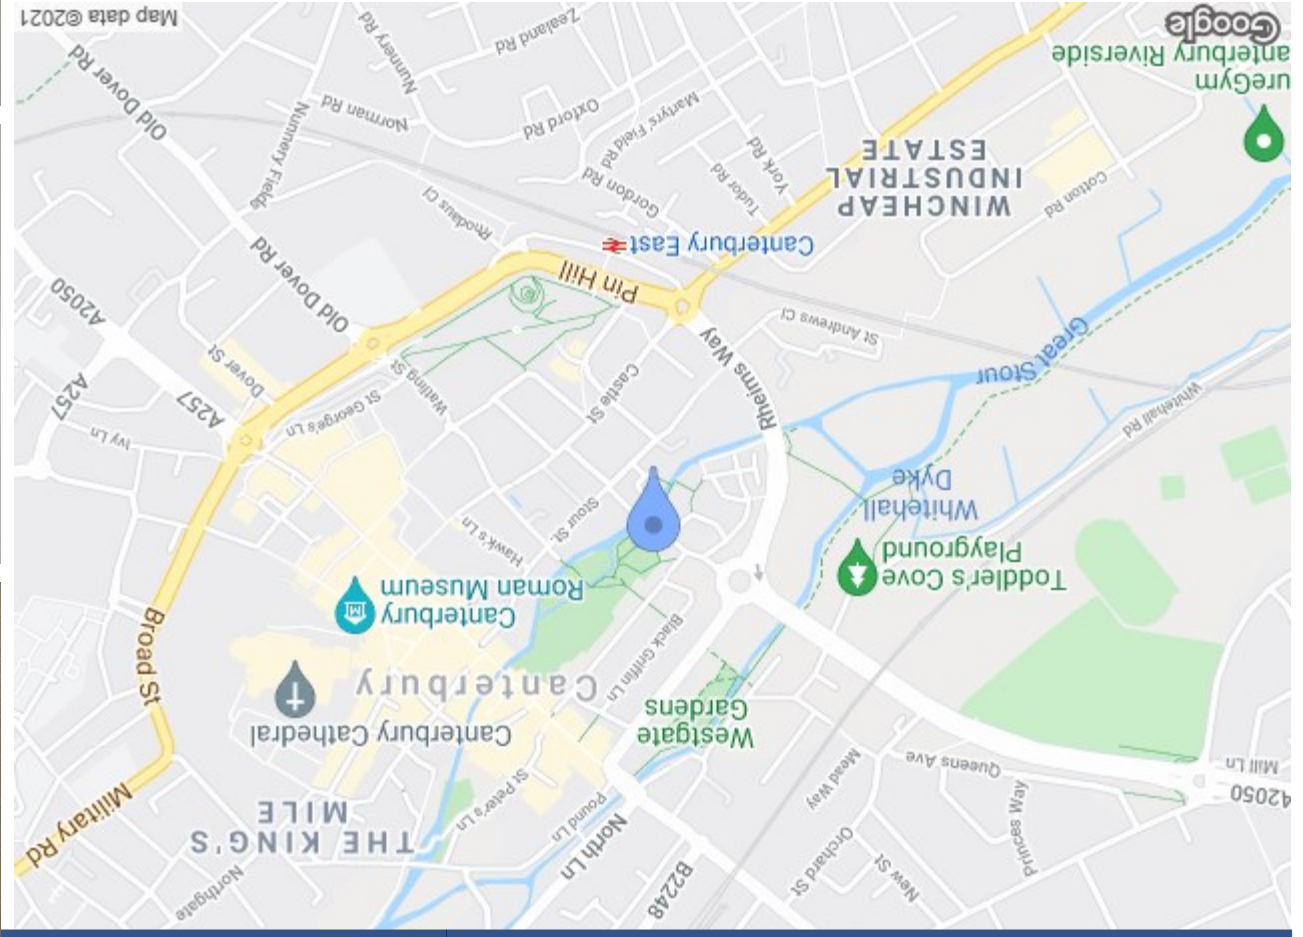 B2248
Northgate
New St
Orchard St
North Ln
THE KING'S
MILE
Military Rd
Princes Way
Pound Ln
St Peter's Ln
A2050
Mill Ln
Mead Way
Queens Ave
Westgate
Gardens
Canterbury Cathedral
Canterbury
Black Griffin Ln
Broad St
Canterbury
Roman Museum
Toddler's Cove
Playground
Whitehall
Dyke
Stour St
Hawk's Ln
Ivy Ln
Whitehall Rd
Rheims Way
Castle St
Watling St
St George's Ln
A257
A257
Dover St
Great Stour
St Andrews Cl
Pin Hill
Old Dover Rd
A2050
Canterbury East
Rhodaus Cl
WINCHEAP
INDUSTRIAL
ESTATE
Cotton Rd
Tudor Rd
York Rd
Gordon Rd
Martyrs' Field Rd
Nunnery Fields
Oxford Rd
Norman Rd
Old Dover Rd
ureGym
anterbury Riverside
Zealand Rd
Nunnery Rd
Old Dover Rd
Google
Map data ©2021